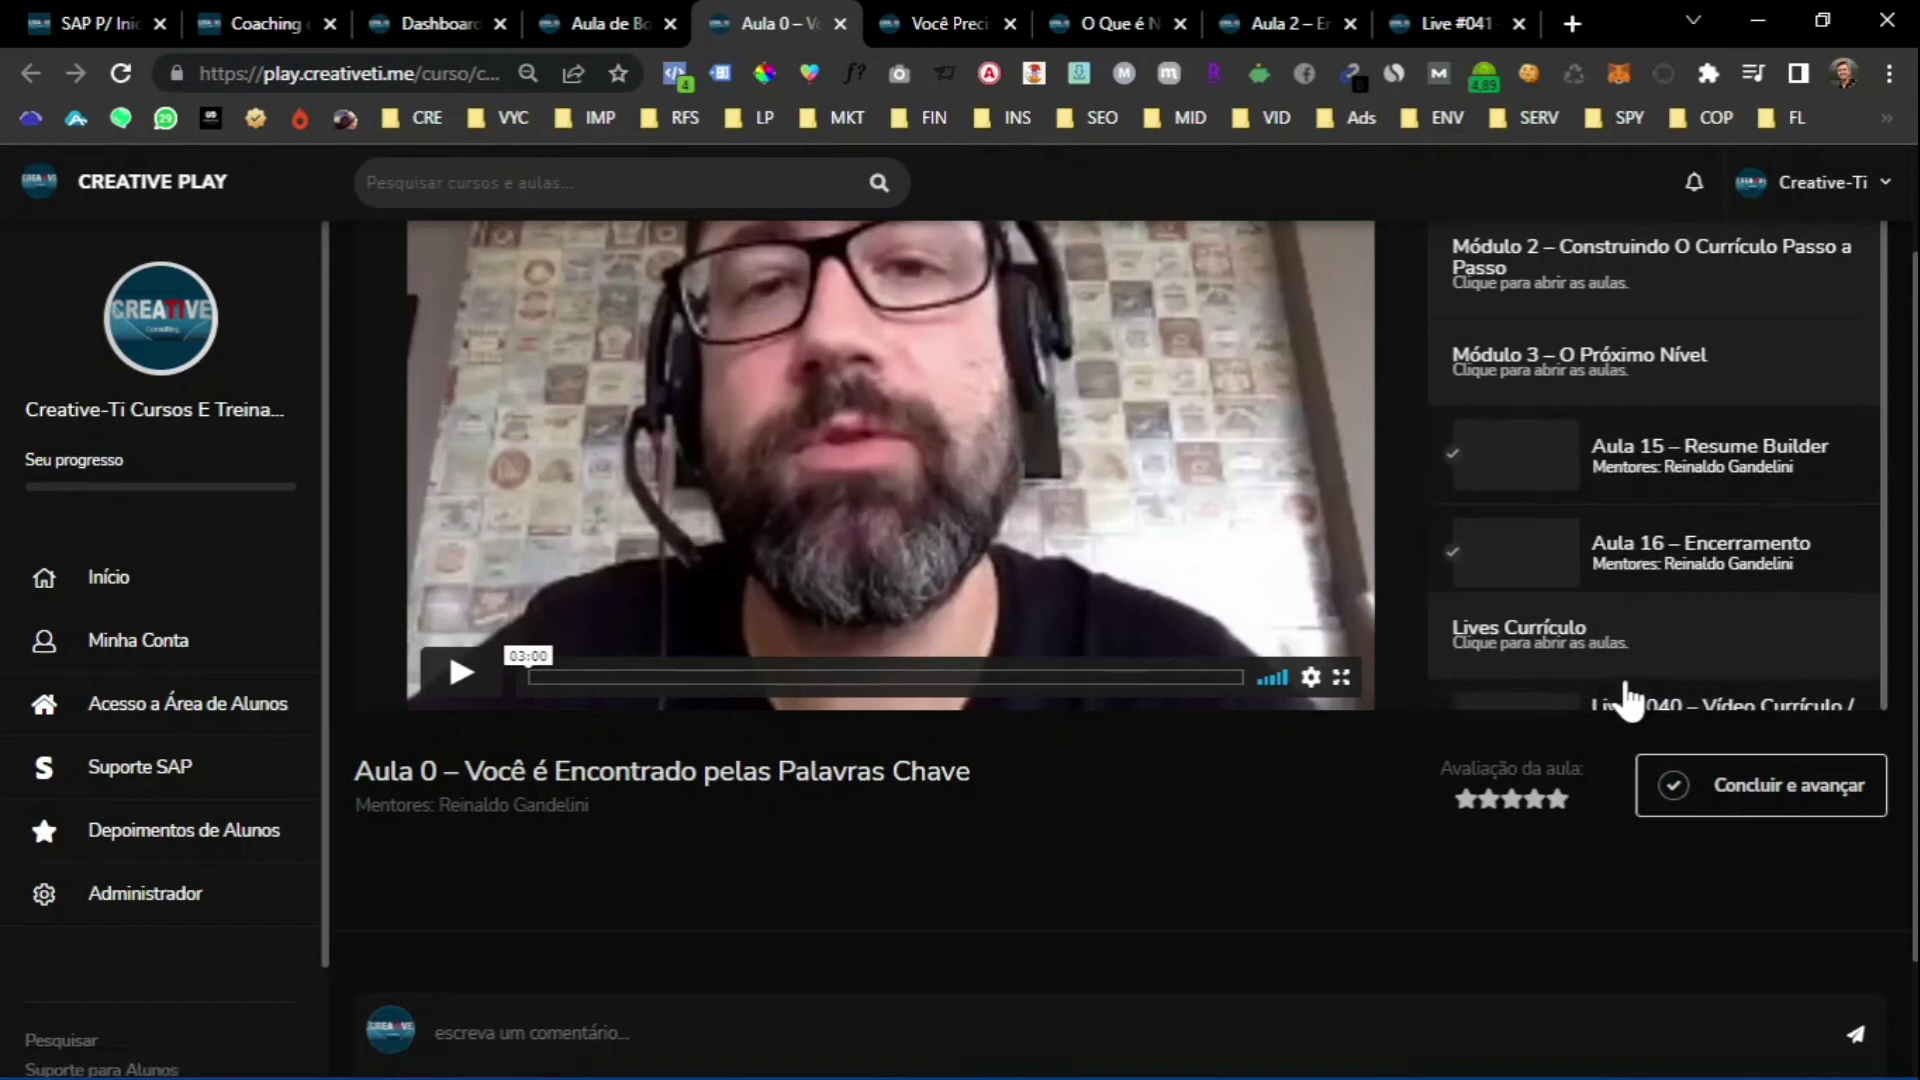 SAP P/ Inic
Coaching
Dashboard
Aula de Bo
Aula 0 – Vo
Você Preci
O Que é N
Aula 2 – E
Live #041
https://play.creativeti.me/curso/c...
CRE
VYC
IMP
RFS
LP
MKT
FIN
INS
SEO
MID
VID
Ads
ENV
SERV
SPY
COP
FL
CREATIVE PLAY
Pesquisar cursos e aulas...
Creative-Ti
CREATIVE
Consulting
Creative-Ti Cursos E Treina...
Seu progresso
Início
Minha Conta
Acesso a Área de Alunos
Suporte SAP
Depoimentos de Alunos
Administrador
Pesquisar
Suporte para Alunos
03:00
Módulo 2 – Construindo O Currículo Passo a
Passo
Clique para abrir as aulas.
Módulo 3 – O Próximo Nível
Clique para abrir as aulas.
Aula 15 – Resume Builder
Mentores: Reinaldo Gandelini
Aula 16 – Encerramento
Mentores: Reinaldo Gandelini
Lives Currículo
Clique para abrir as aulas.
040 – Vídeo Currículo /
Aula 0 – Você é Encontrado pelas Palavras Chave
Mentores: Reinaldo Gandelini
Avaliação da aula:
Concluir e avançar
escreva um comentário...